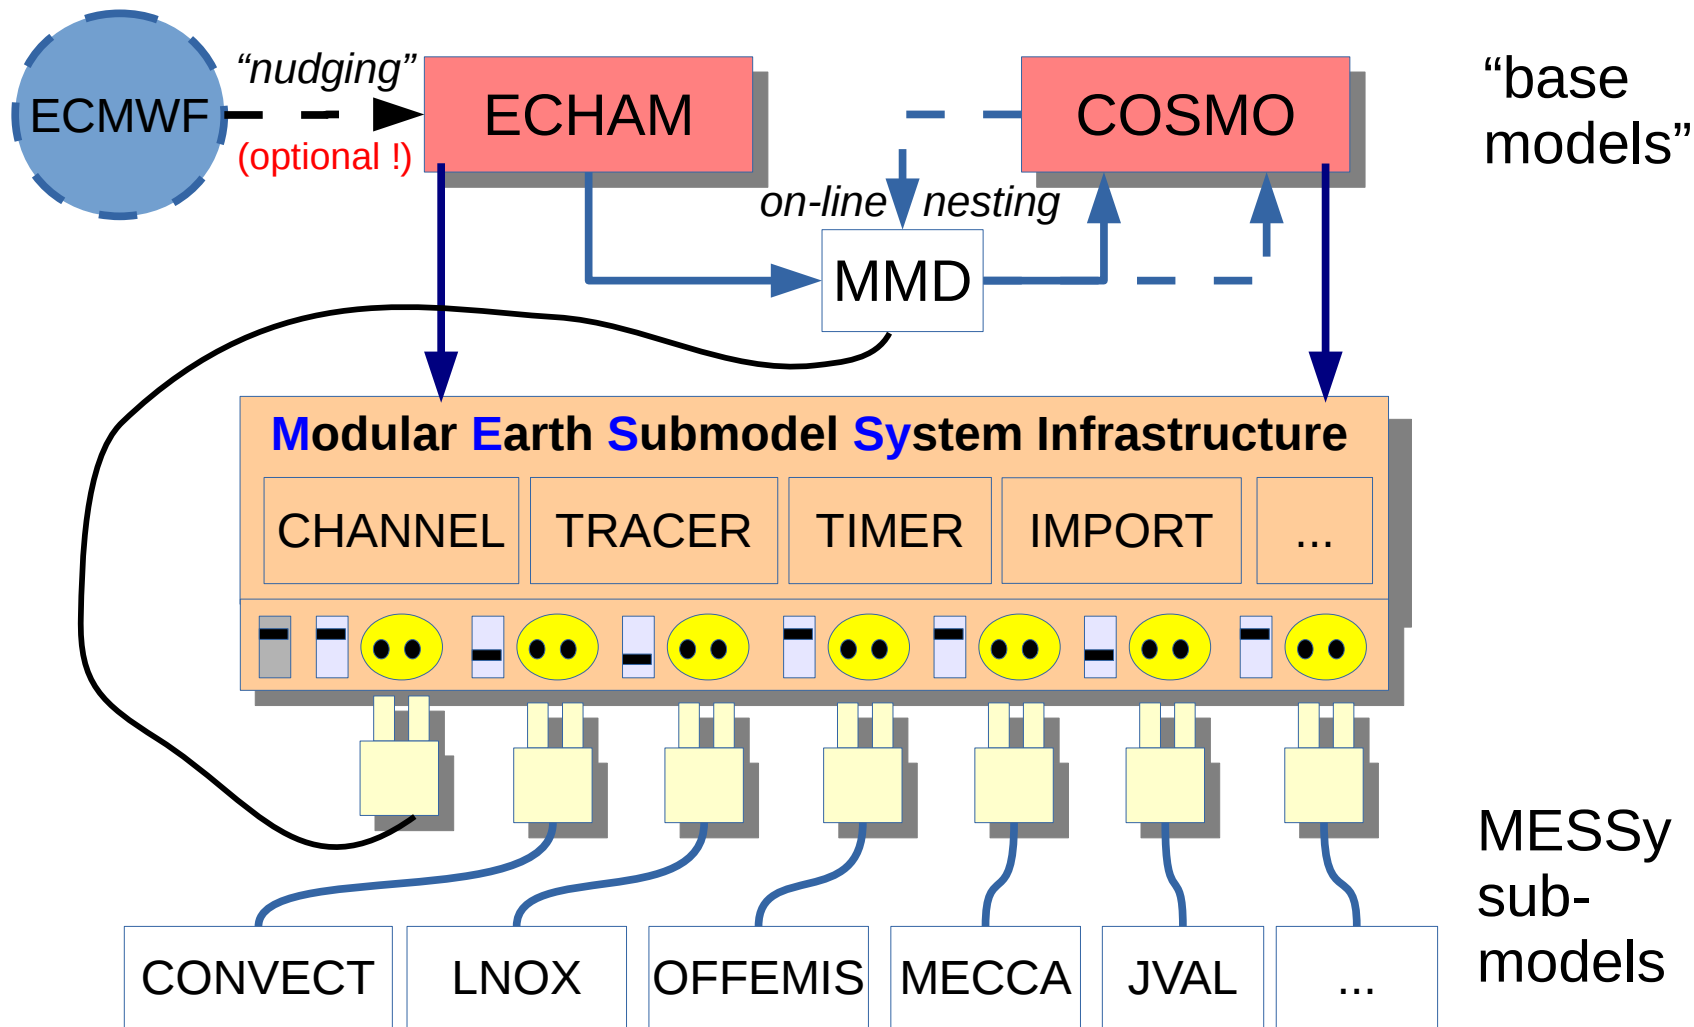 ECMWF
“nudging”
(optional !)
ECHAM
COSMO
“base
models”
on-line nesting
MMD
Modular Earth Submodel System Infrastructure
CHANNEL
TRACER
TIMER
IMPORT
...
MESSy
sub-
models
CONVECT
LNOX
OFFEMIS
MECCA
JVAL
...